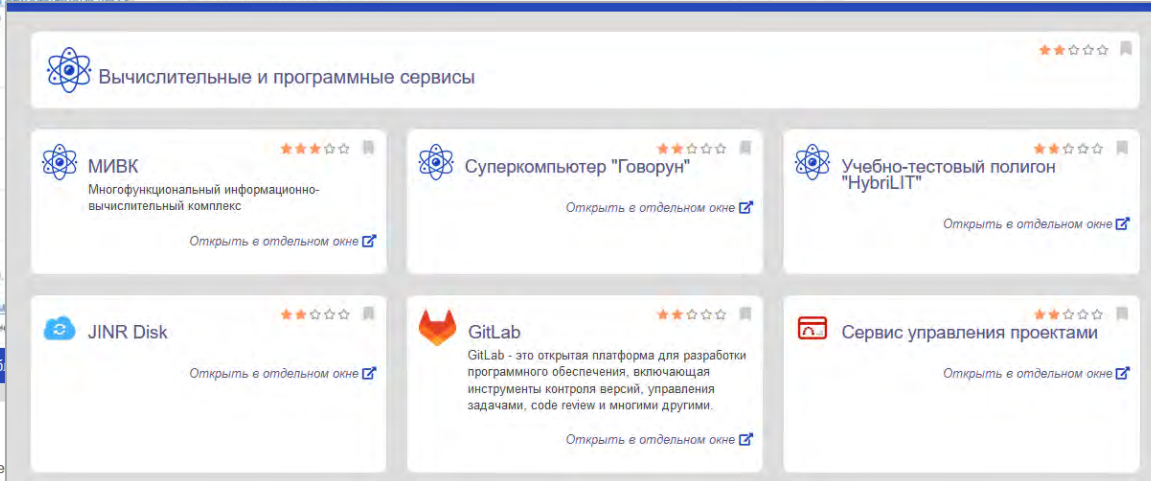 Вычислительные и программные сервисы
МИВК
Многофункциональный информационно-
вычислительный комплекс
Открыть в отдельном окне
Суперкомпьютер "Говорун"
Открыть в отдельном окне
Учебно-тестовый полигон
"HybriLIT"
Открыть в отдельном окне
JINR Disk
Открыть в отдельном окне
GitLab
GitLab - это открытая платформа для разработки
программного обеспечения, включающая
инструменты контроля версий, управления
задачами, code review и многими другими.
Открыть в отдельном окне
Сервис управления проектами
Открыть в отдельном окне